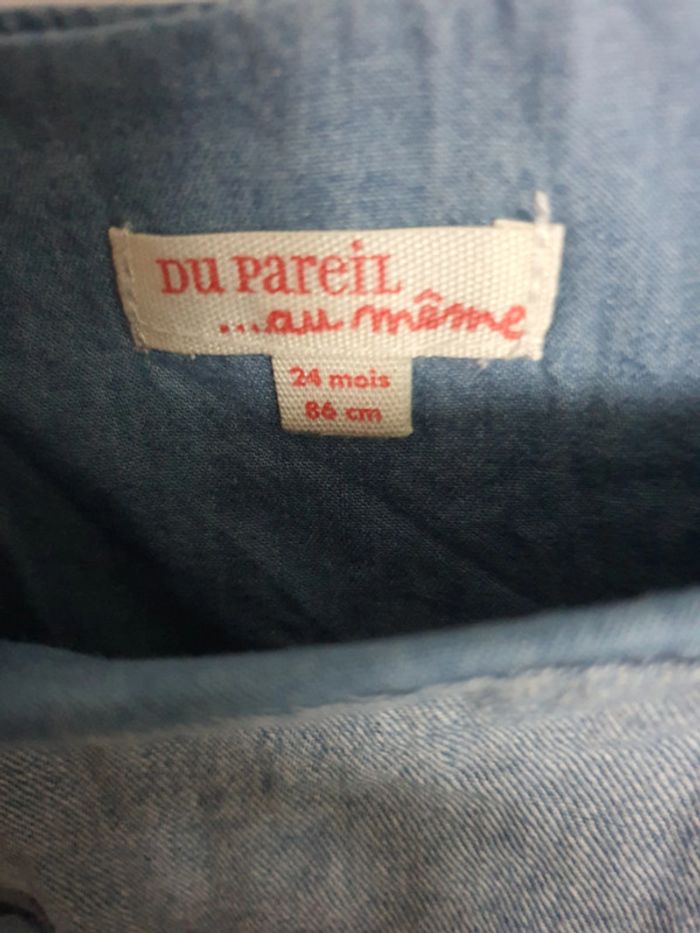 DU PareiL
...au même
24 mois
86 cm